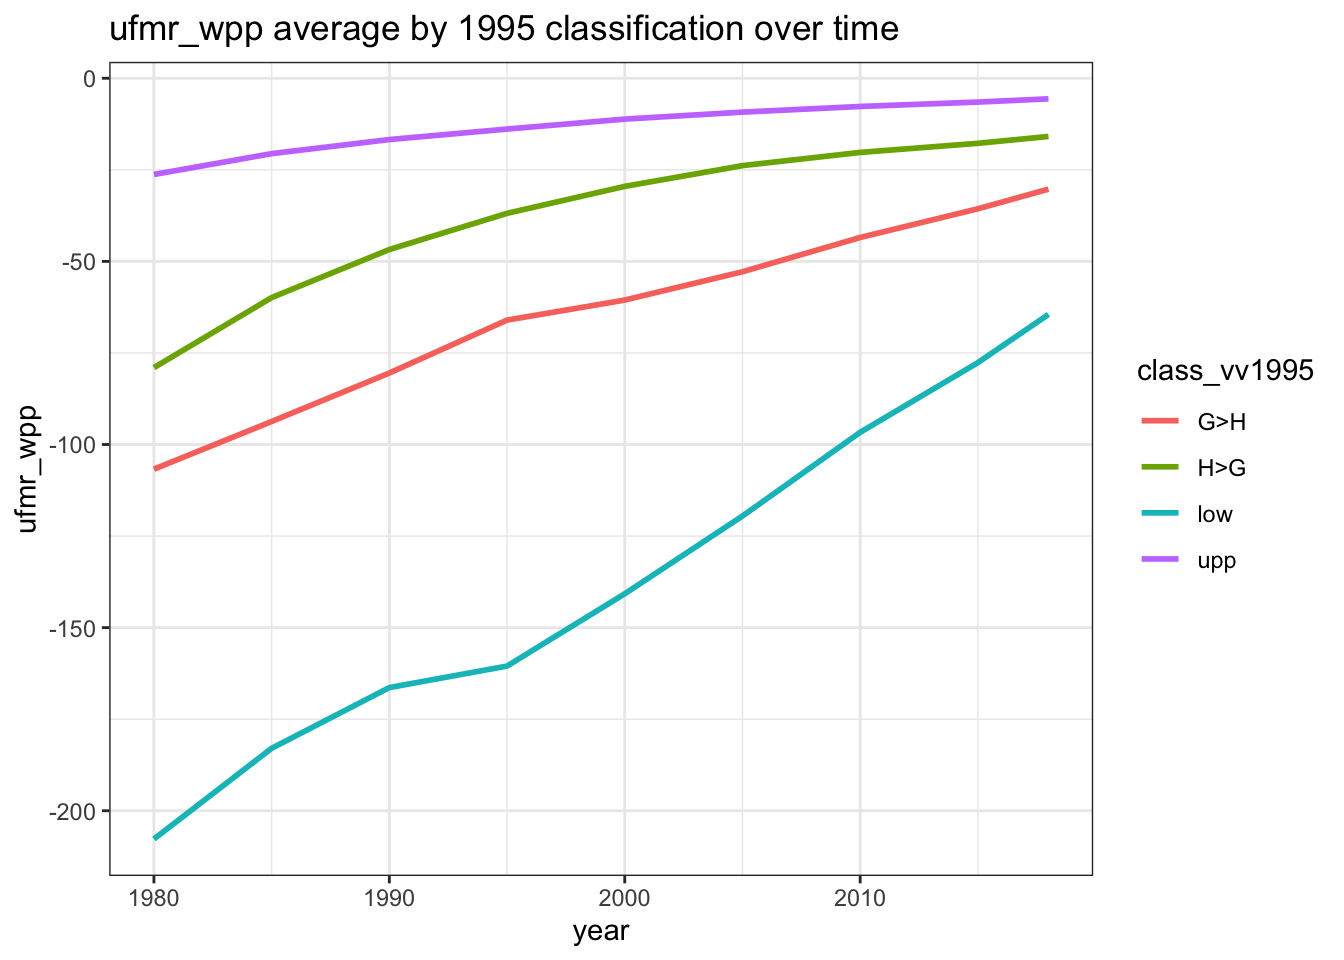 ufmr_wpp average by 1995 classification over time
0
-50
-100
-150
-200
ufmr_wpp
1980 1990 2000 2010
year
class_vv1995
G>H
H>G
low
upp